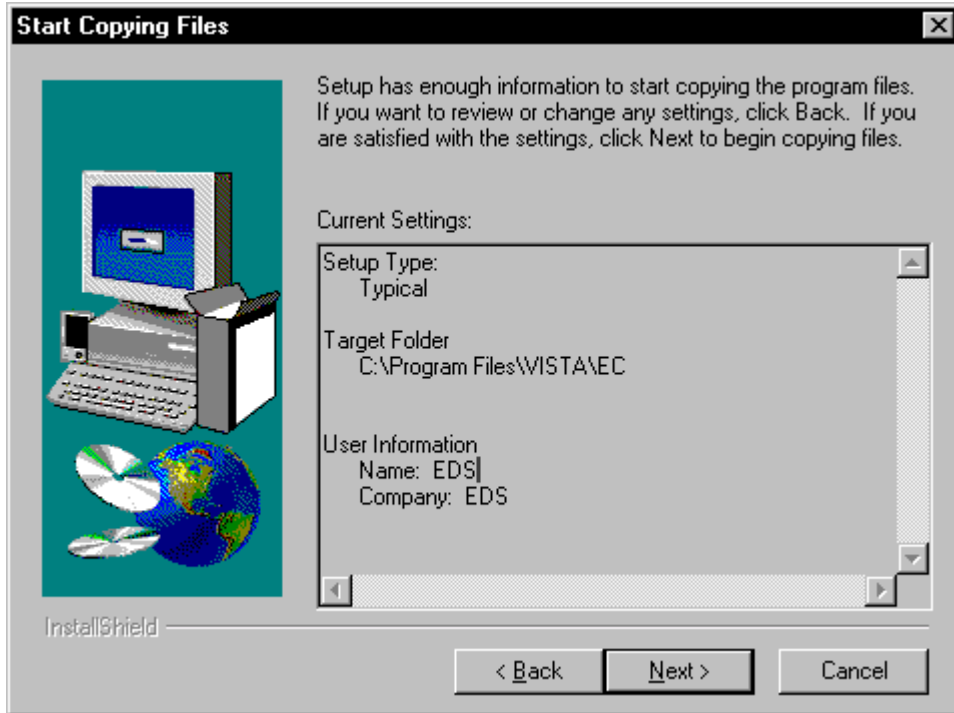 Start Copying Files
Setup has enough information to start copying the program files.
If you want to review or change any settings, click Back.  If you
are satisfied with the settings, click Next to begin copying files.
Current Settings:
Setup Type:
Typical
Target Folder
C:\Program Files\VISTA\EC
User Information
Name:  EDS
Company:  EDS
InstallShield
< Back
Next >
Cancel